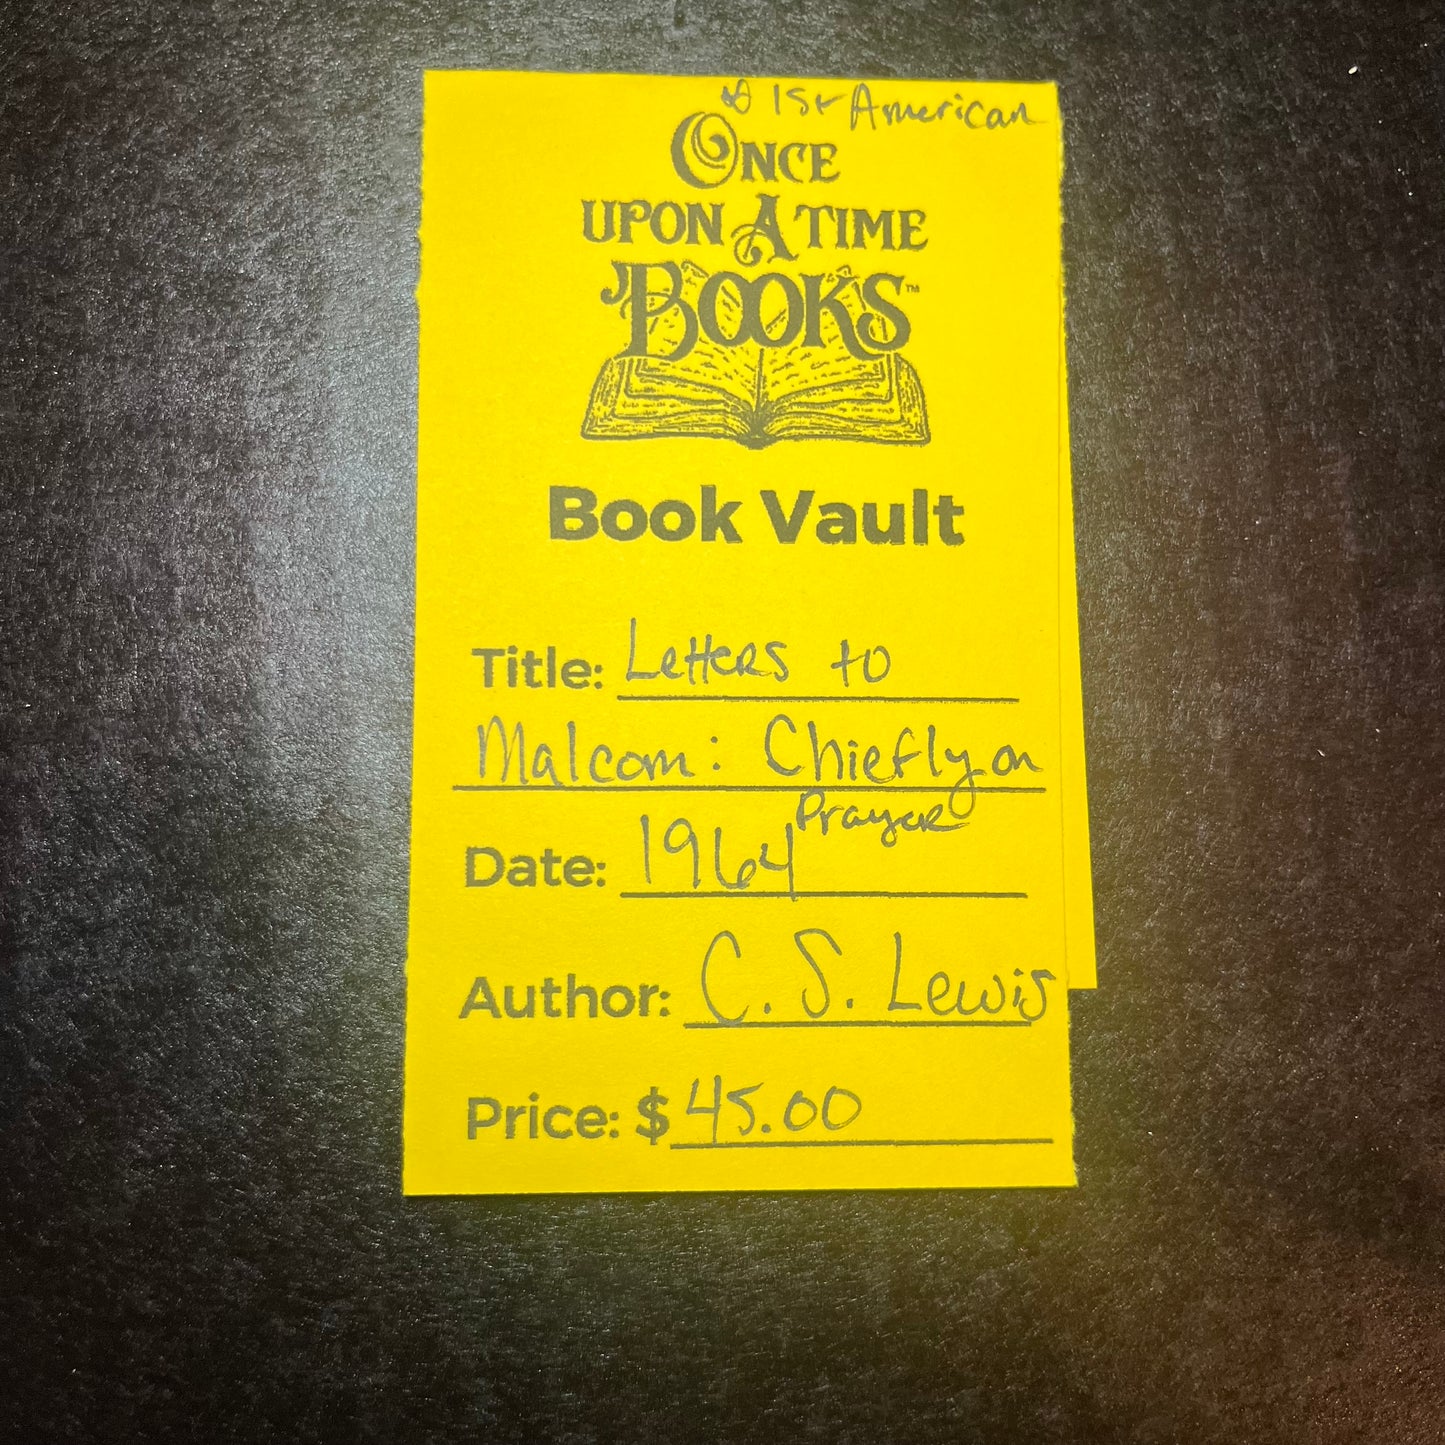 ☆ 1st American
ONCE
UPON A TIME
BOOKS™
Book Vault
Title: Letters to
Malcom: Chiefly on
Prayer
Date: 1964
Author: C. S. Lewis
Price: $ 45.00